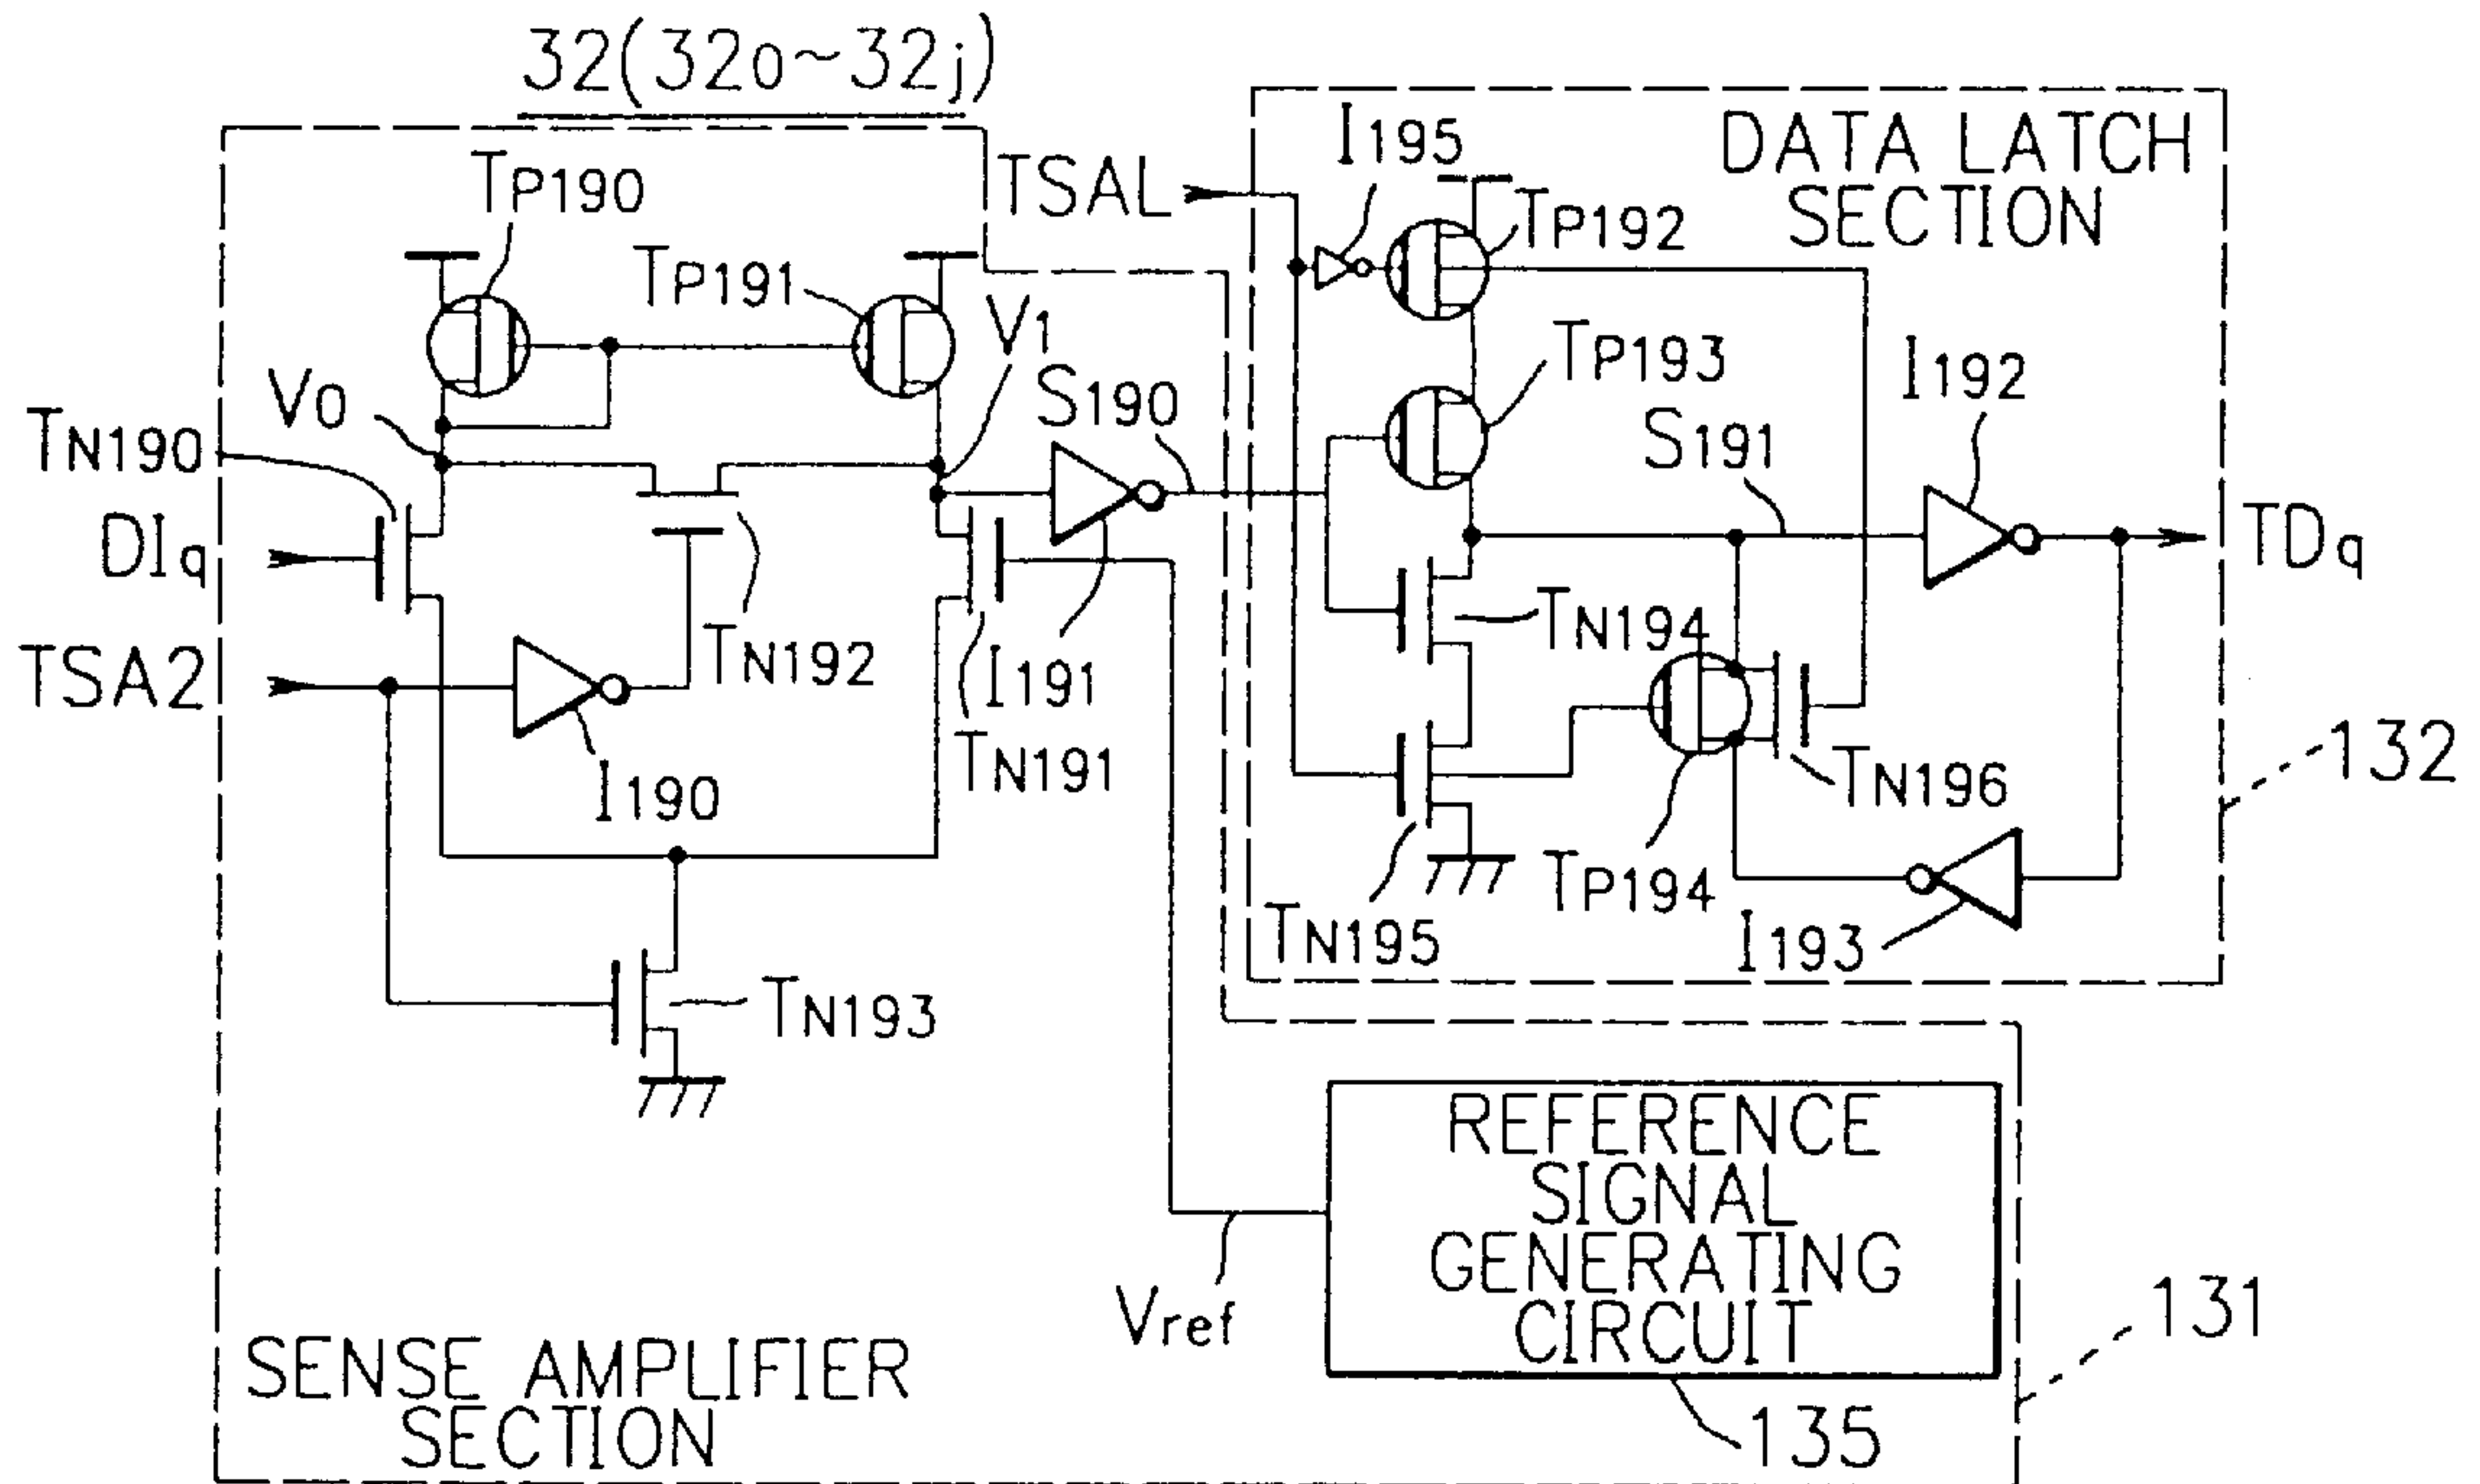 32(320~32j)
TSAL
I195
DATA LATCH
SECTION
TP190
TP191
TP192
V1
TP193
I192
V0
S190
S191
TN190
DIq
TDq
TN192
TN194
TSA2
I191
I190
TN191
TN196
132
TP194
TN195
I193
TN193
REFERENCE
SIGNAL
GENERATING
CIRCUIT
Vref
131
SENSE AMPLIFIER
SECTION
135